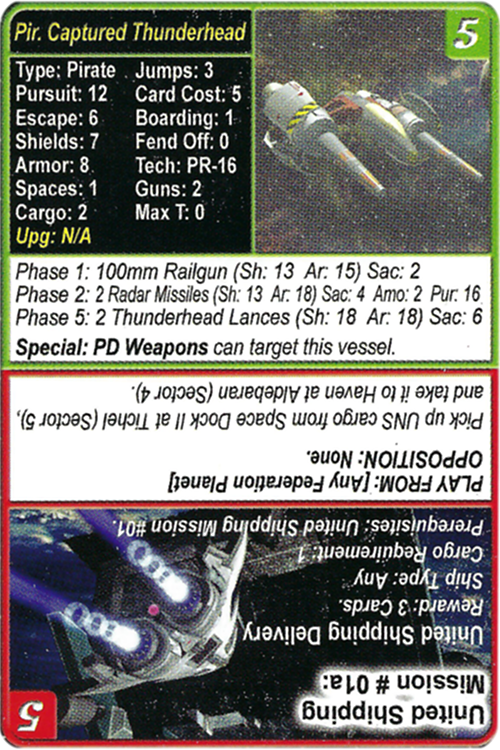 Pir. Captured Thunderhead
5
Type: Pirate Jumps: 3
Pursuit: 12 Card Cost: 5
Escape: 6 Boarding: 1
Shields: 7 Fend Off: 0
Armor: 8 Tech: PR-16
Spaces: 1 Guns: 2
Cargo: 2 Max T: 0
Upg: N/A
Phase 1: 100mm Railgun (Sh: 13 Ar: 15) Sac: 2
Phase 2: 2 Radar Missiles (Sh: 13 Ar: 18) Sac: 4 Amo: 2 Pur: 16
Phase 5: 2 Thunderhead Lances (Sh: 18 Ar: 18) Sac: 6
Special: PD Weapons can target this vessel.
United Shipping
Mission # 01a:
5
United Shipping Delivery
Reward: 3 Cards.
Ship Type: Any
Cargo Requirement: 1
Prerequisites: United Shipping Mission #01.
PLAY FROM: [Any Federation Planet]
OPPOSITION: None.
Pick up UNS cargo from Space Dock II at Tichel (Sector 5),
and take it to Haven at Aldebaran (Sector 4).